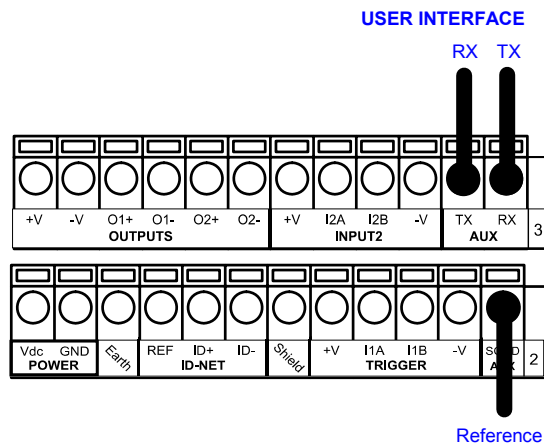 USER INTERFACE
RX TX
+V -V O1+ O1- O2+ O2- +V I2A I2B -V TX RX
OUTPUTS INPUT2 AUX 3
Vdc GND Earth REF ID+ ID- Shield +V I1A I1B -V
POWER ID-NET TRIGGER 2
Reference